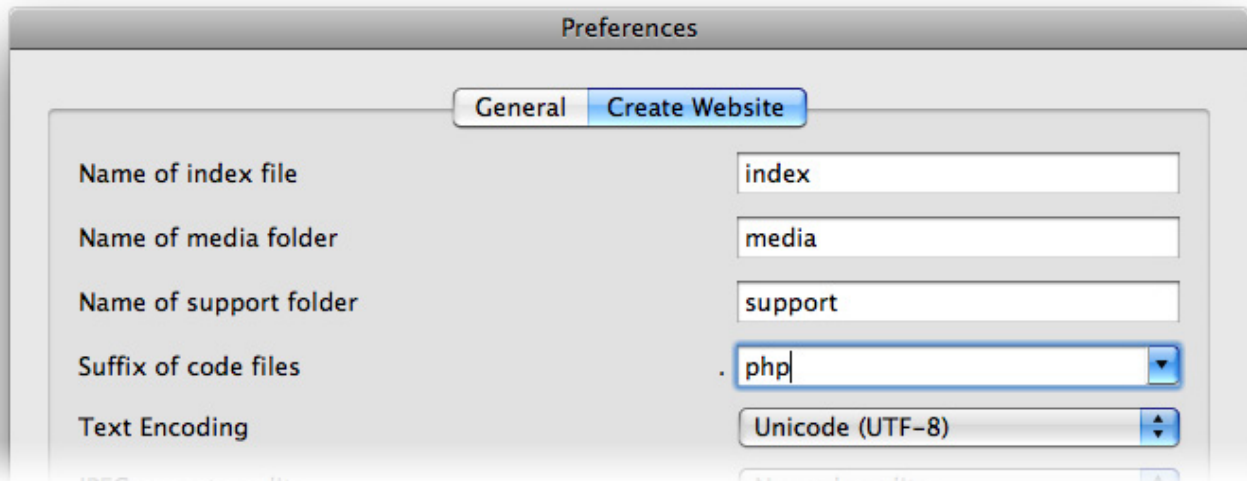 Preferences
General Create Website
Name of index file index
Name of media folder media
Name of support folder support
Suffix of code files . php
Text Encoding Unicode (UTF-8)